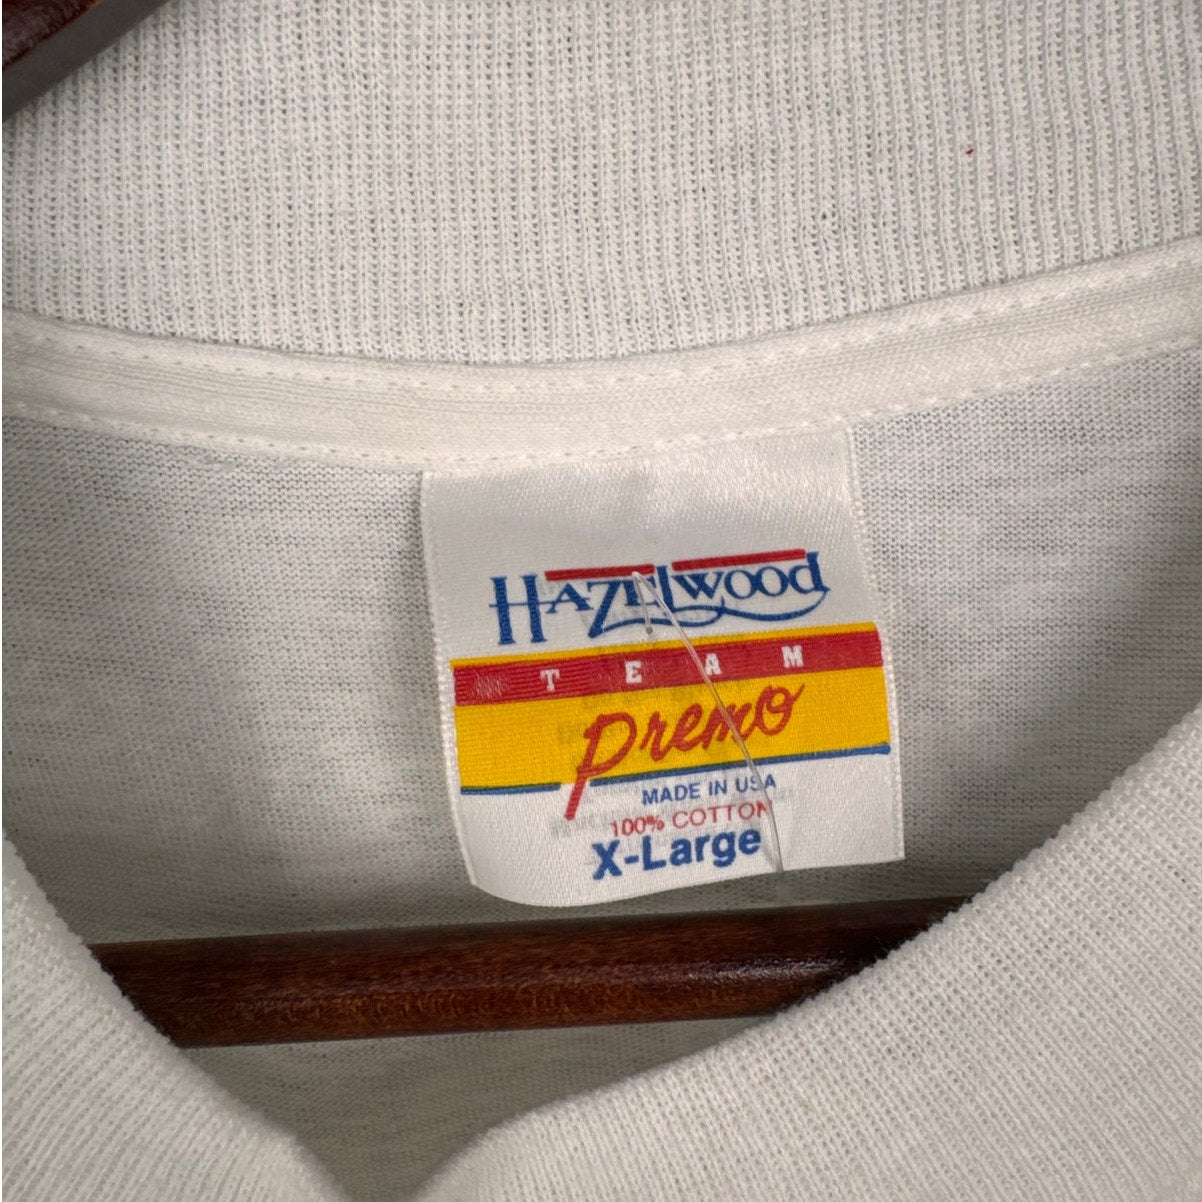 HAZELWOOD
TEAM
Premo
MADE IN USA
100% COTTON
X-Large